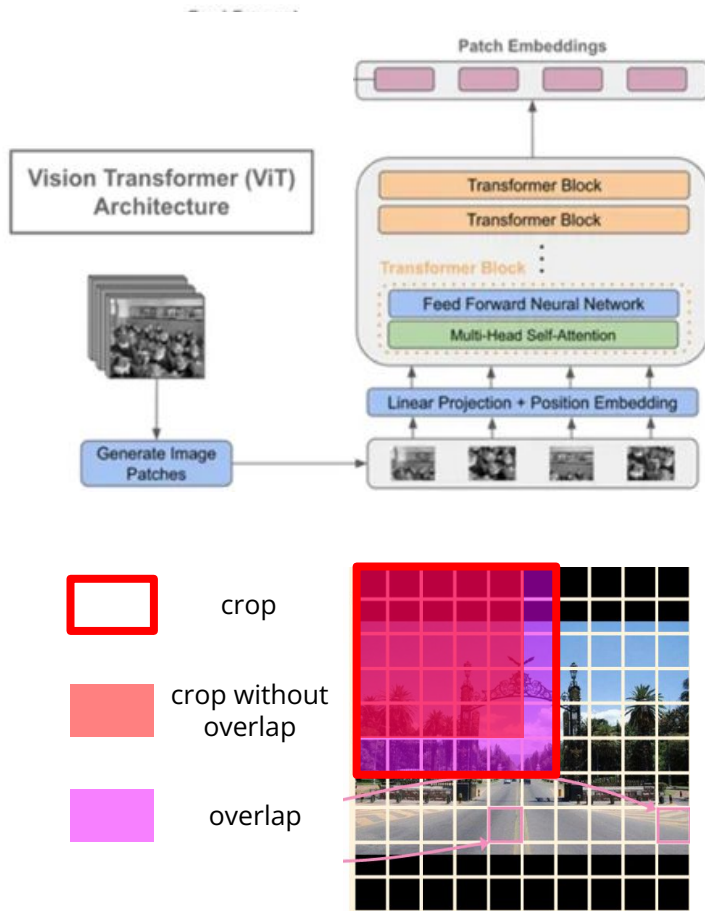 Patch Embeddings
Vision Transformer (ViT)
Architecture
Transformer Block
Transformer Block
Transformer Block
Feed Forward Neural Network
Multi-Head Self-Attention
Linear Projection + Position Embedding
Generate Image
Patches
crop
crop without
overlap
overlap